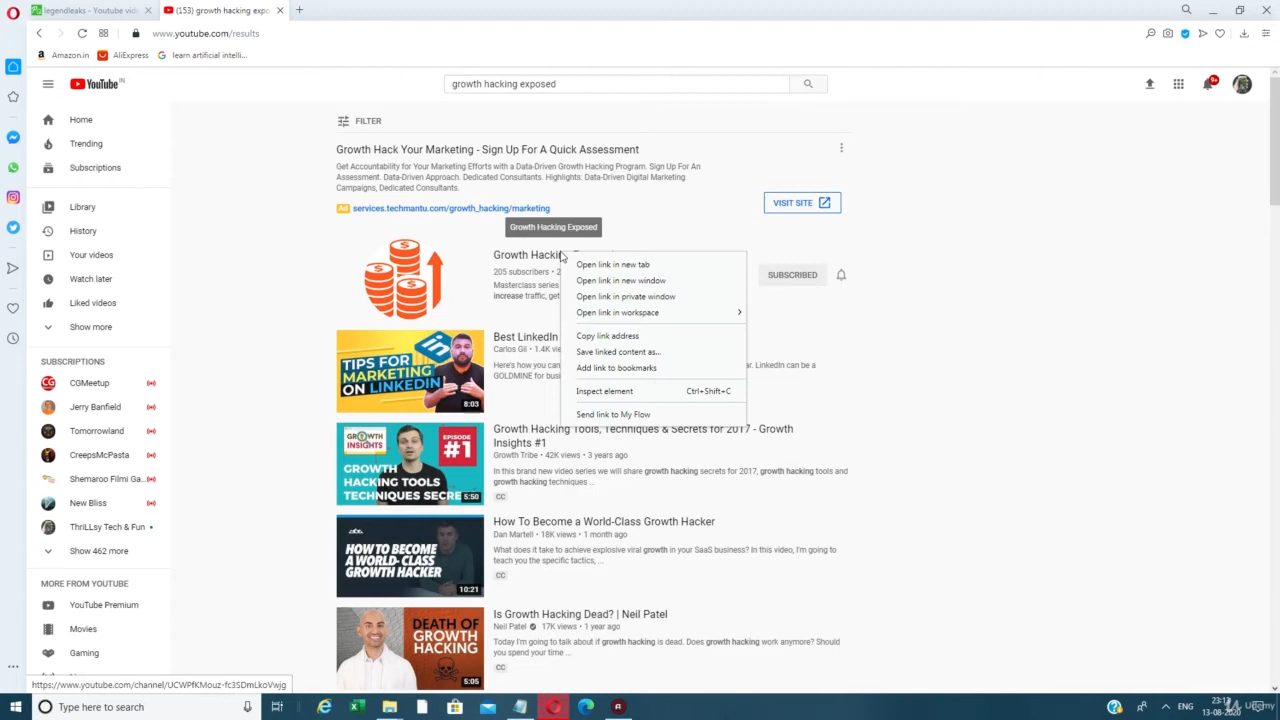 legendleaks - Youtube vide
(153) growth hacking expo
www.youtube.com/results
Amazon.in
AliExpress
learn artificial intelli...
YouTube IN
growth hacking exposed
9+
Home
Trending
Subscriptions
Library
History
Your videos
Watch later
Liked videos
Show more
SUBSCRIPTIONS
CGMeetup
Jerry Banfield
Tomorrowland
CreepsMcPasta
Shemaroo Filmi Ga...
New Bliss
ThriLLsy Tech & Fun
Show 462 more
MORE FROM YOUTUBE
YouTube Premium
Movies
Gaming
FILTER
Growth Hack Your Marketing - Sign Up For A Quick Assessment
Get Accountability for Your Marketing Efforts with a Data-Driven Growth Hacking Program. Sign Up For An
Assessment. Data-Driven Approach. Dedicated Consultants. Highlights: Data-Driven Digital Marketing
Campaigns, Dedicated Consultants.
Ad services.techmantu.com/growth_hacking/marketing
VISIT SITE
Growth Hacking Exposed
Growth Hackin
205 subscribers • 2
Masterclass series
increase traffic, get
SUBSCRIBED
Open link in new tab
Open link in new window
Open link in private window
Open link in workspace
Copy link address
Save linked content as...
Add link to bookmarks
Inspect element Ctrl+Shift+C
Send link to My Flow
TIPS FOR
MARKETING
ON LINKEDIN
8:03
Best LinkedIn
Carlos Gil • 1.4K vie
Here's how you can
ar. LinkedIn can be a
GOLDMINE for busi
GROWTH
INSIGHTS
EPISODE
#1
GROWTH
HACKING TOOLS
TECHNIQUES SECRE
5:50
Growth Hacking Tools, Techniques & Secrets for 2017 - Growth
Insights #1
Growth Tribe • 42K views • 3 years ago
In this brand new video series we will share growth hacking secrets for 2017, growth hacking tools and
growth hacking techniques ...
CC
HOW TO BECOME
A WORLD-CLASS
GROWTH HACKER
10:21
How To Become a World-Class Growth Hacker
Dan Martell • 18K views • 1 month ago
What does it take to achieve explosive viral growth in your SaaS business? In this video, I'm going to
teach you the specific tactics, ...
CC
DEATH OF
GROWTH
HACKING
5:05
Is Growth Hacking Dead? | Neil Patel
Neil Patel 17K views • 1 year ago
Today I'm going to talk about if growth hacking is dead. Does growth hacking work anymore? Should
you spend your time ...
CC
https://www.youtube.com/channel/UCWPfKMouz-fc3SDmLkoVwjg
Type here to search
ENG
23:13
13-08-2020
Udemy